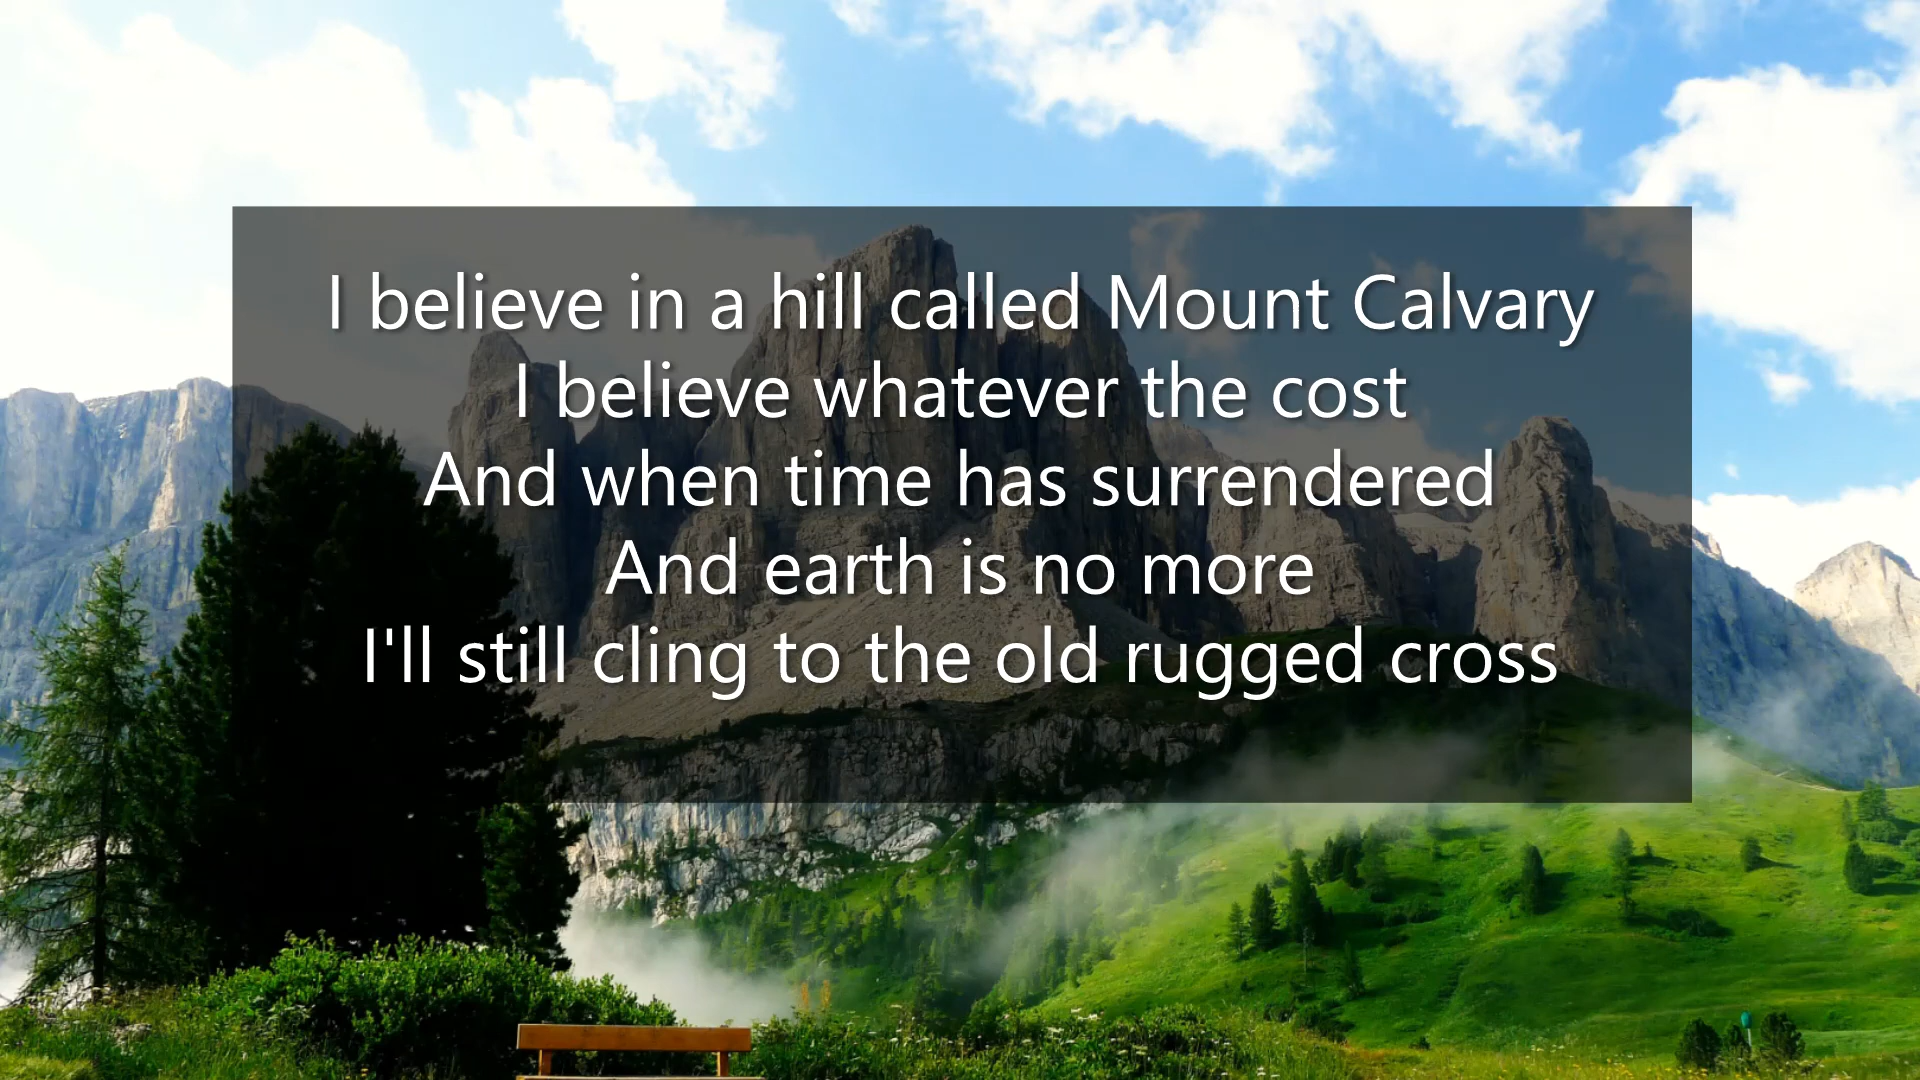 I believe in a hill called Mount Calvary
I believe whatever the cost
And when time has surrendered
And earth is no more
I'll still cling to the old rugged cross